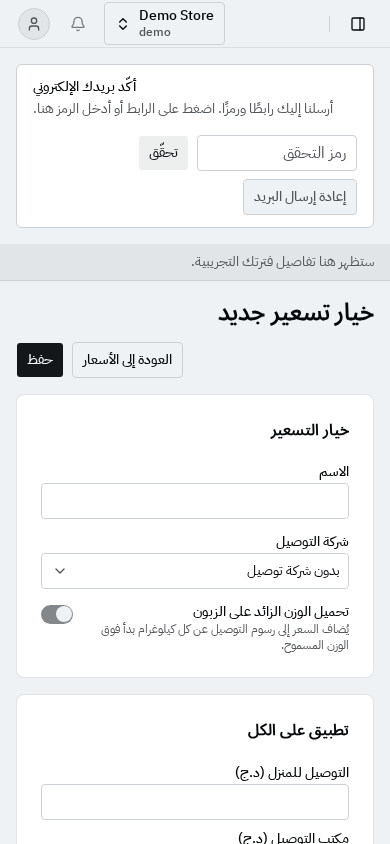 Demo Store
demo
أكّد بريدك الإلكتروني
أرسلنا إليك رابطًا ورمزًا. اضغط على الرابط أو أدخل الرمز هنا.
رمز التحقق
تحقّق
إعادة إرسال البريد
ستظهر هنا تفاصيل فترتك التجريبية.
خيار تسعير جديد
العودة إلى الأسعار
حفظ
خيار التسعير
الاسم
شركة التوصيل
بدون شركة توصيل
تحميل الوزن الزائد على الزبون
يُضاف السعر إلى رسوم التوصيل عن كل كيلوغرام بدأ فوق
الوزن المسموح.
تطبيق على الكل
التوصيل للمنزل (د.ج)
مكتب التوصيل (د.ج)